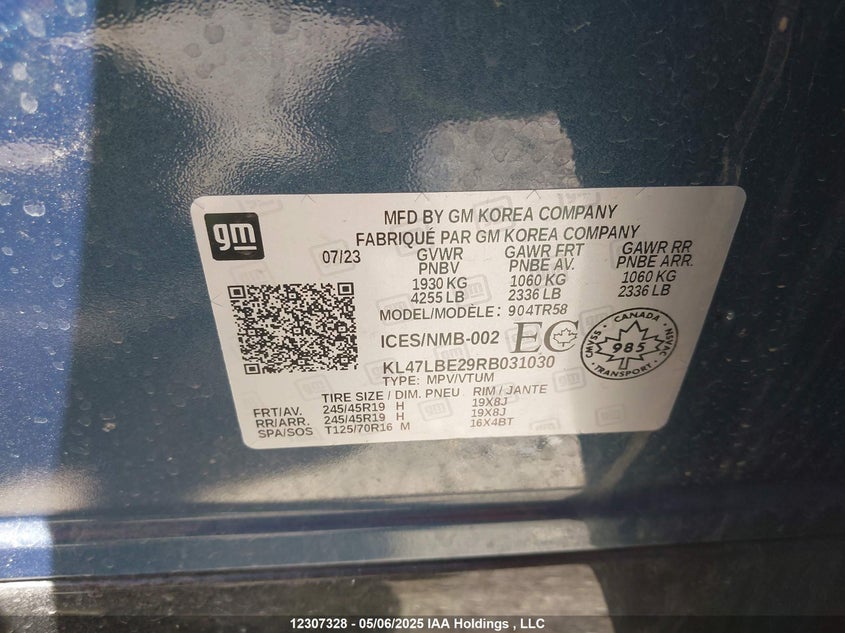 gm
MFD BY GM KOREA COMPANY
FABRIQUÉ PAR GM KOREA COMPANY
07/23 GVWR GAWR FRT GAWR RR
PNBV PNBE AV. PNBE ARR.
1930 KG 1060 KG 1060 KG
4255 LB 2336 LB 2336 LB
MODEL/MODÈLE: 904TR58
ICES/NMB-002 EC
CANADA
CMVSS 985 NSVAC
TRANSPORT
KL47LBE29RB031030
TYPE: MPV/VTUM
TIRE SIZE / DIM. PNEU RIM / JANTE
FRT/AV. 245/45R19 H 19X8J
RR/ARR. 245/45R19 H 19X8J
SPA/SOS T125/70R16 M 16X4BT
12307328 - 05/06/2025 IAA Holdings , LLC